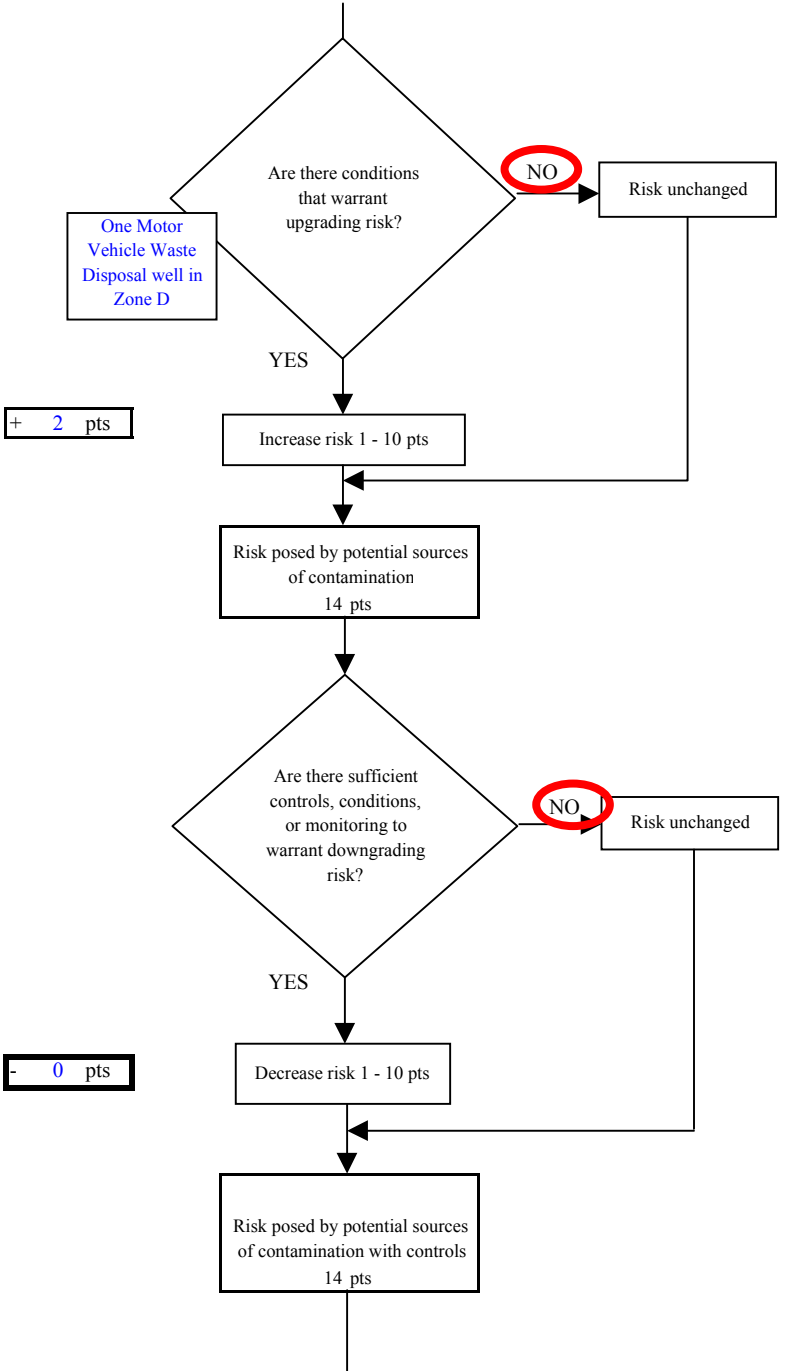 Are there conditions
that warrant
upgrading risk?
NO
Risk unchanged
One Motor
Vehicle Waste
Disposal well in
Zone D
YES
+ 2 pts
Increase risk 1 - 10 pts
Risk posed by potential sources
of contamination
14 pts
Are there sufficient
controls, conditions,
or monitoring to
warrant downgrading
risk?
NO
Risk unchanged
YES
- 0 pts
Decrease risk 1 - 10 pts
Risk posed by potential sources
of contamination with controls
14 pts